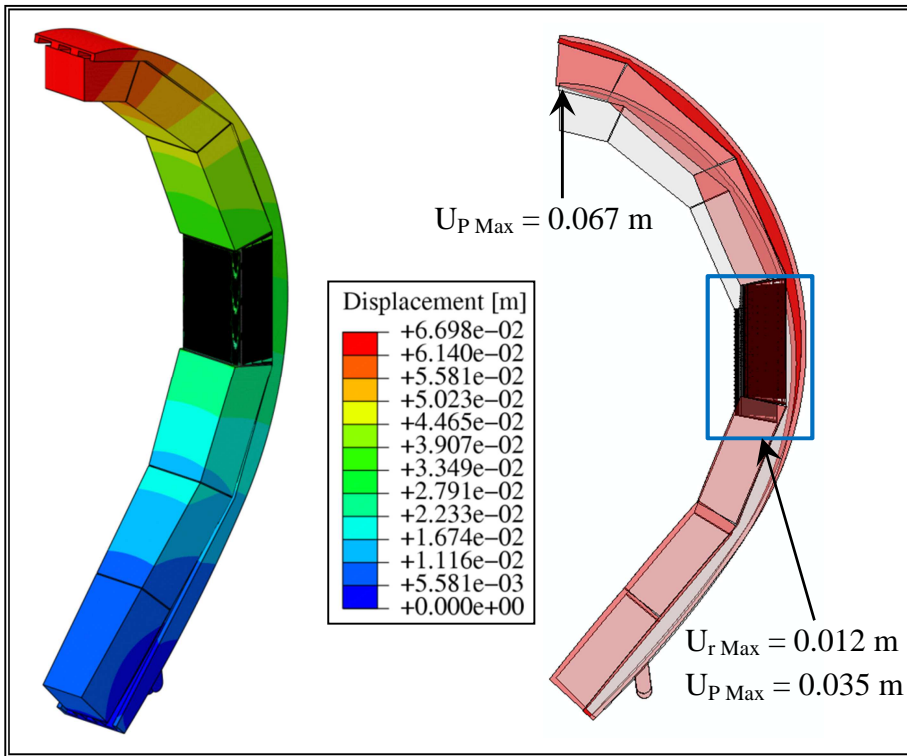 U_P Max = 0.067 m
Displacement [m]
+6.698e−02
+6.140e−02
+5.581e−02
+5.023e−02
+4.465e−02
+3.907e−02
+3.349e−02
+2.791e−02
+2.233e−02
+1.674e−02
+1.116e−02
+5.581e−03
+0.000e+00
U_r Max = 0.012 m
U_P Max = 0.035 m